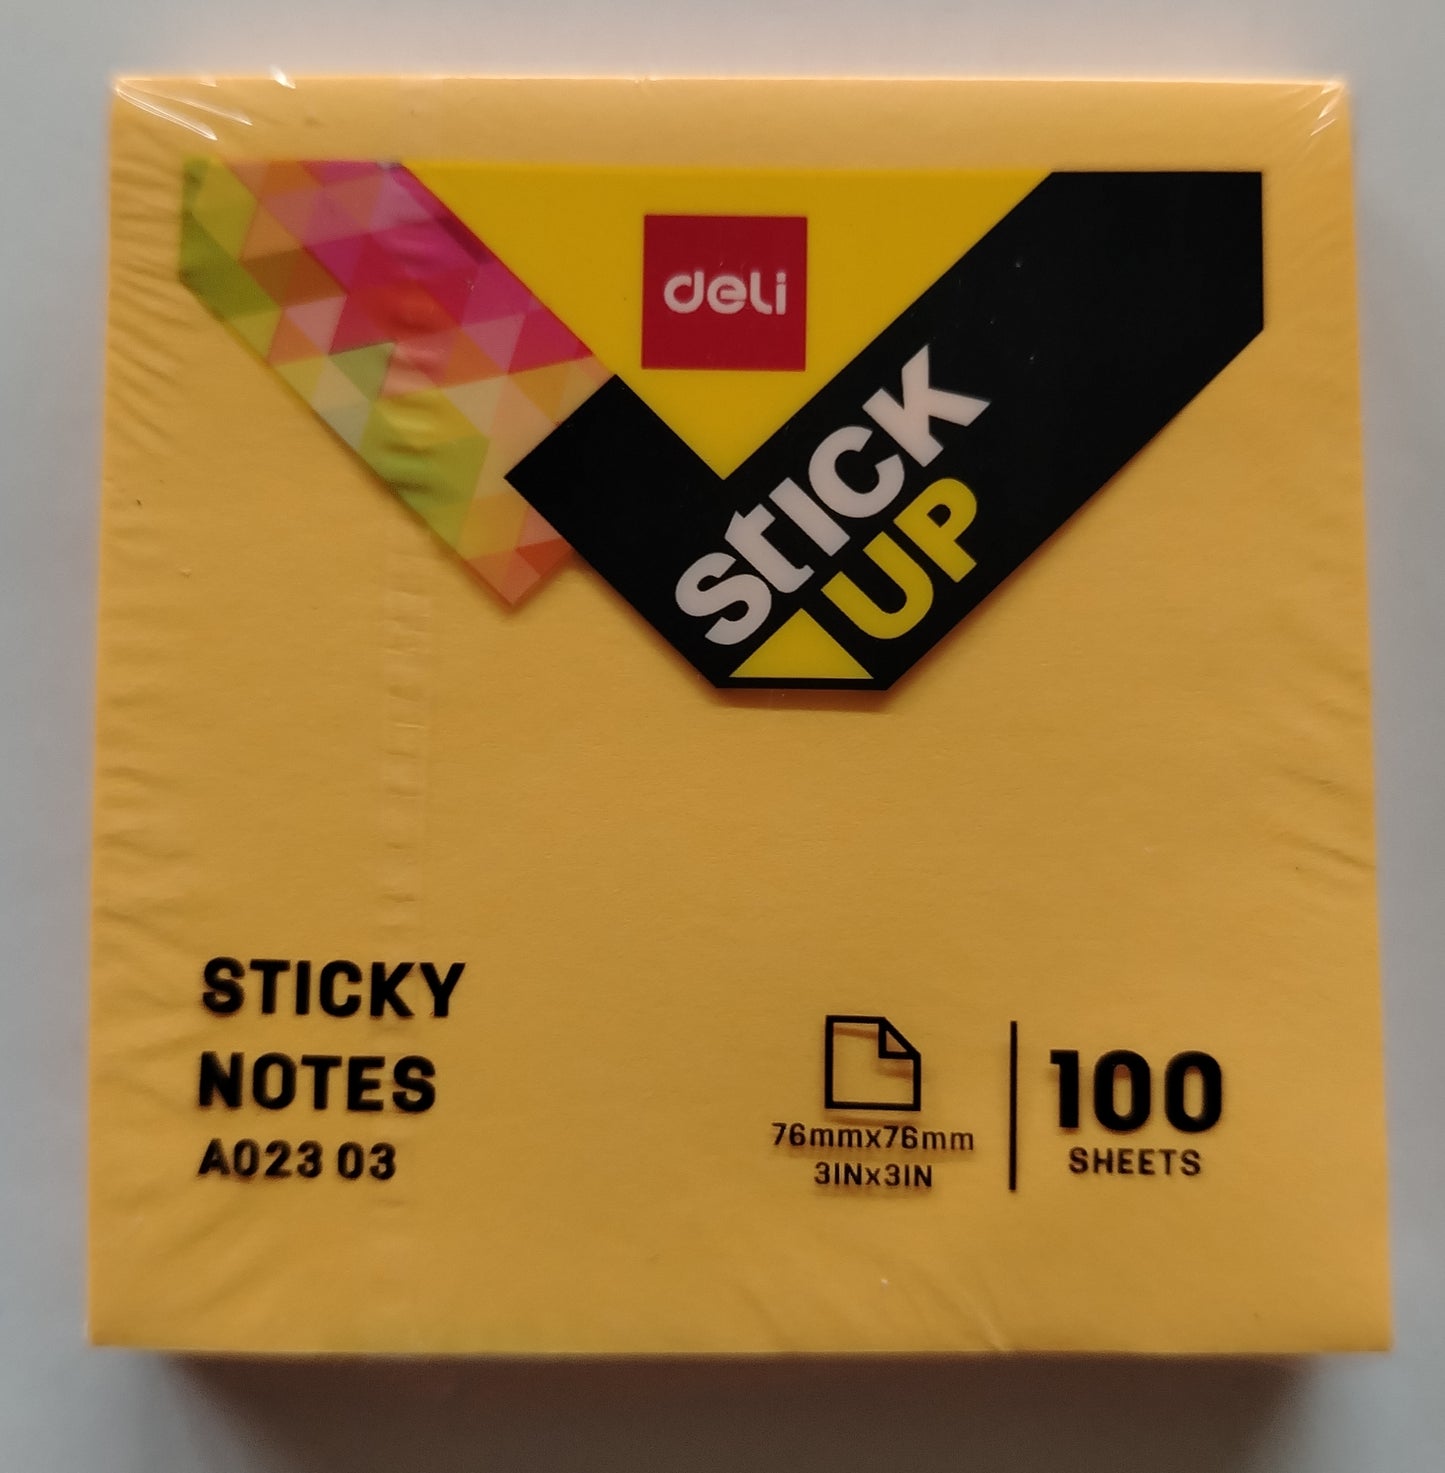 deli
STICK
UP
STICKY
NOTES
A023 03
76mmx76mm
3INx3IN
100
SHEETS